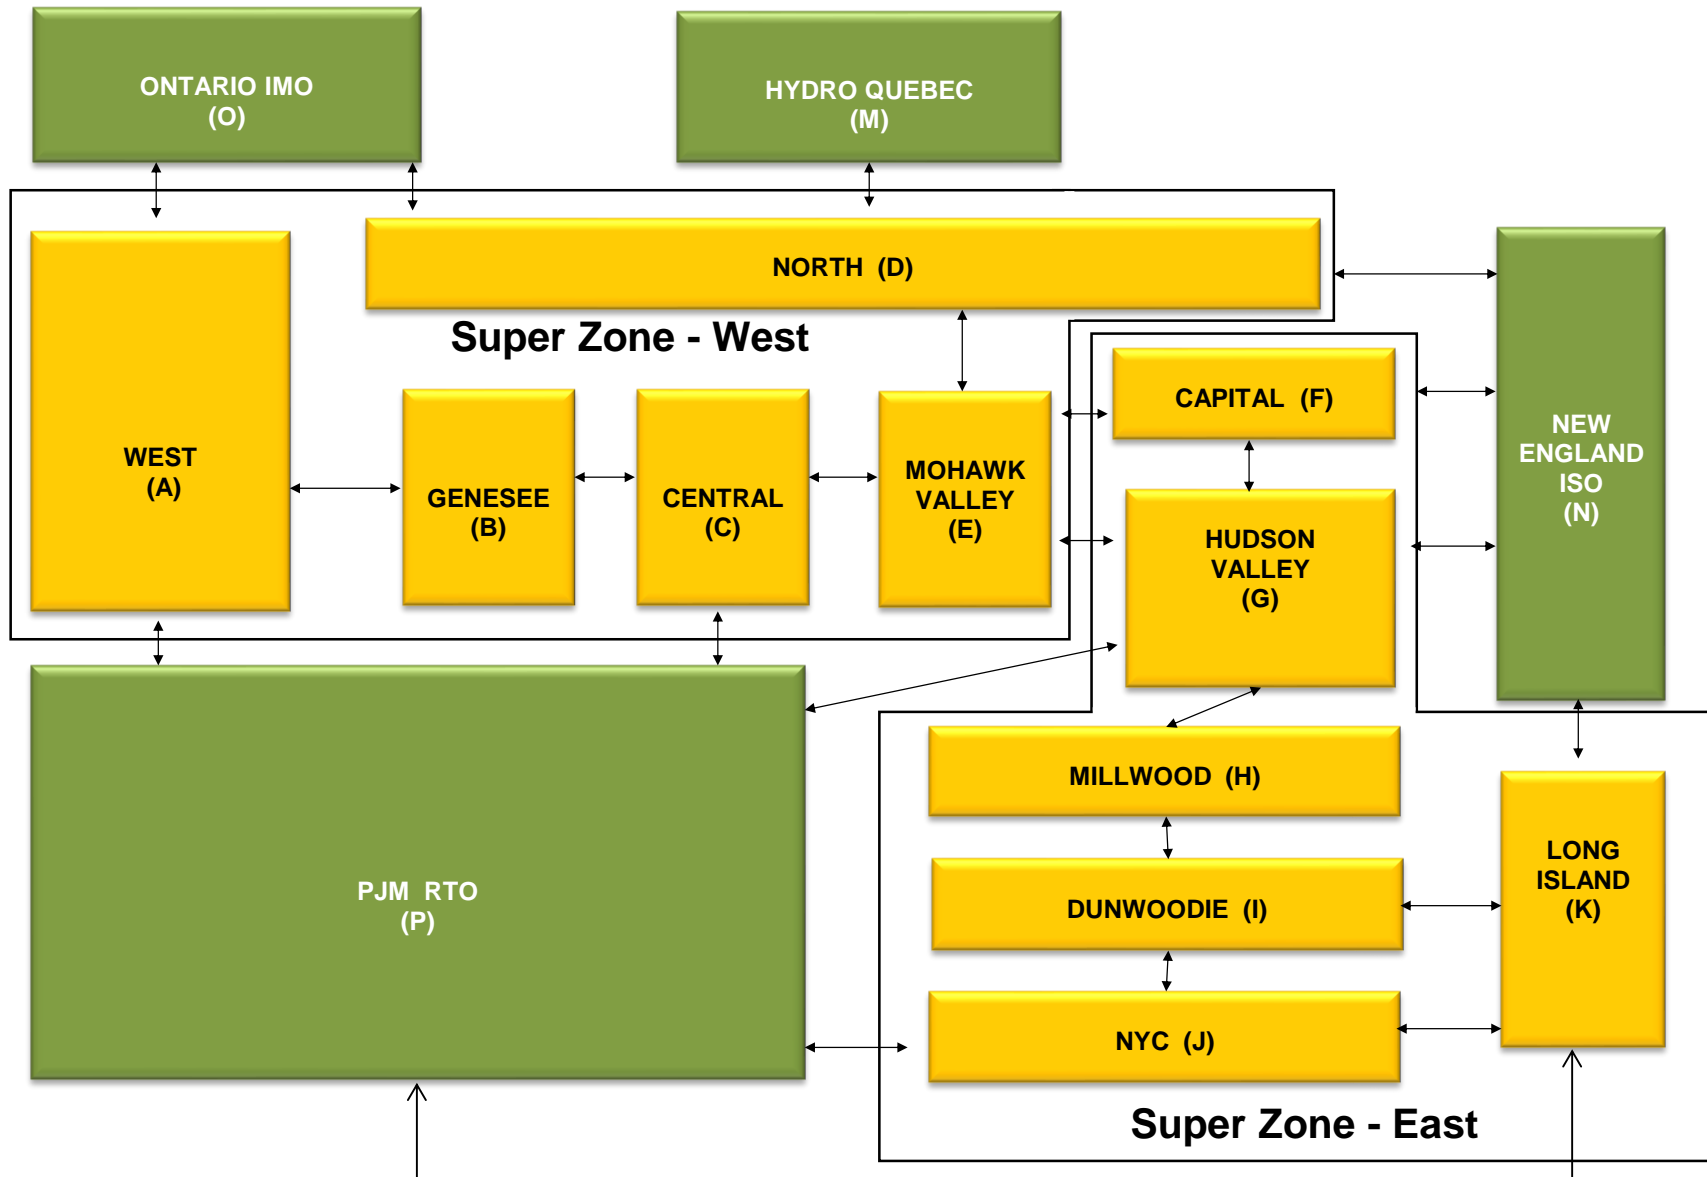 ONTARIO IMO
(O)
HYDRO QUEBEC
(M)
NORTH (D)
Super Zone - West
WEST
(A)
GENESEE
(B)
CENTRAL
(C)
MOHAWK
VALLEY
(E)
CAPITAL (F)
HUDSON
VALLEY
(G)
NEW
ENGLAND
ISO
(N)
MILLWOOD (H)
DUNWOODIE (I)
NYC (J)
LONG
ISLAND
(K)
PJM RTO
(P)
Super Zone - East